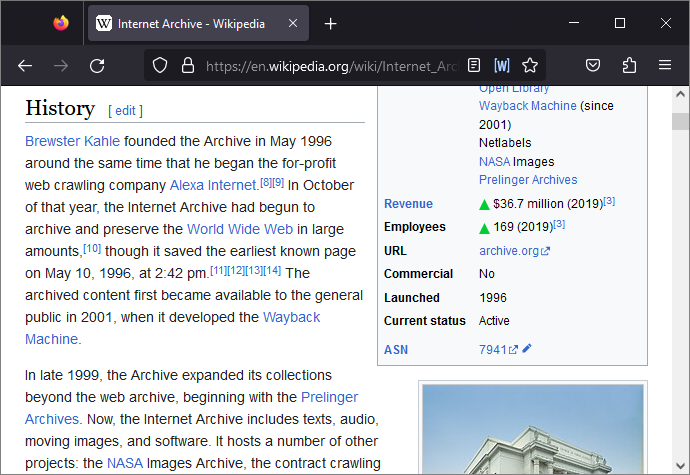 Internet Archive - Wikipedia
https://en.wikipedia.org/wiki/Internet_Arc
[W]
History [ edit ]
Brewster Kahle founded the Archive in May 1996
around the same time that he began the for-profit
web crawling company Alexa Internet.[8][9] In October
of that year, the Internet Archive had begun to
archive and preserve the World Wide Web in large
amounts,[10] though it saved the earliest known page
on May 10, 1996, at 2:42 pm.[11][12][13][14] The
archived content first became available to the general
public in 2001, when it developed the Wayback
Machine.
In late 1999, the Archive expanded its collections
beyond the web archive, beginning with the Prelinger
Archives. Now, the Internet Archive includes texts, audio,
moving images, and software. It hosts a number of other
projects: the NASA Images Archive, the contract crawling
Open Library
Wayback Machine (since
2001)
Netlabels
NASA Images
Prelinger Archives
Revenue ▲ $36.7 million (2019)[3]
Employees ▲ 169 (2019)[3]
URL archive.org
Commercial No
Launched 1996
Current status Active
ASN 7941